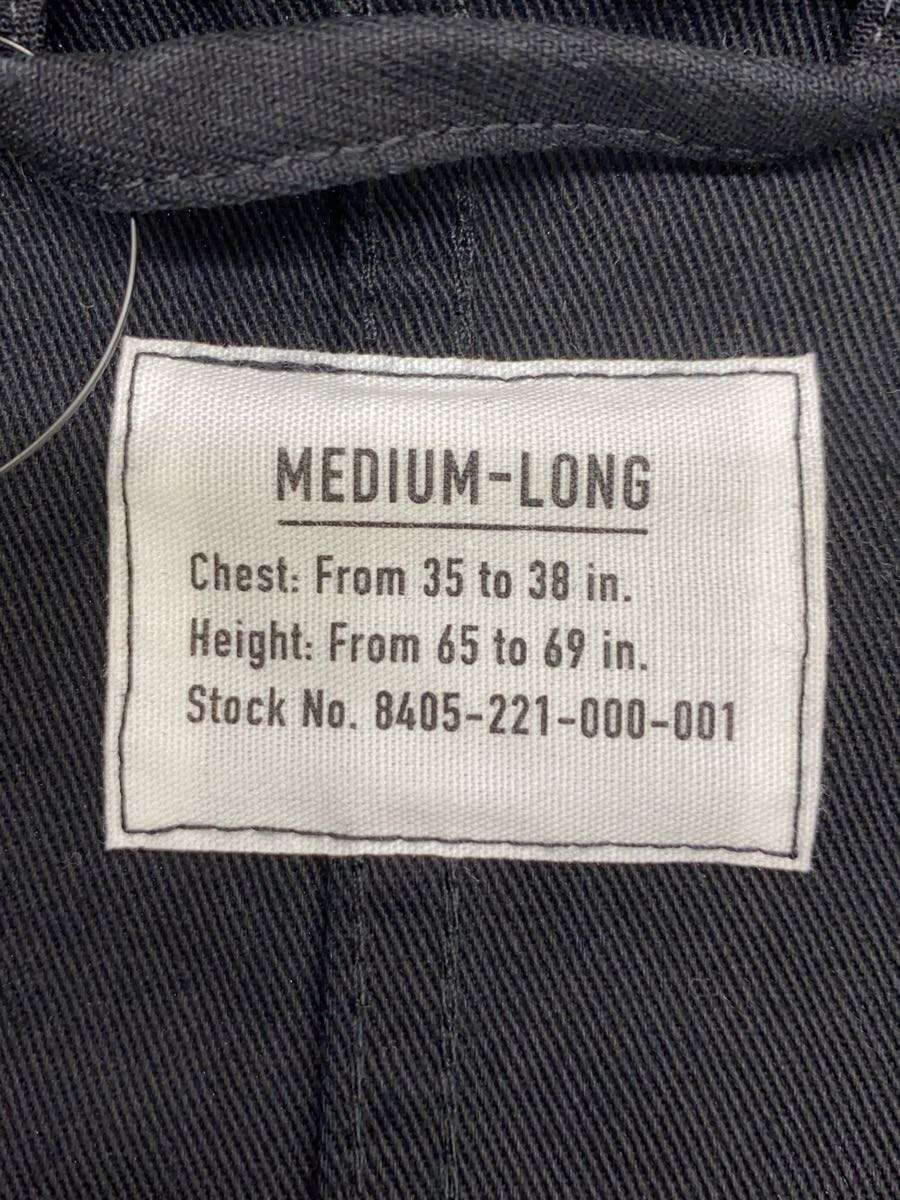 MEDIUM-LONG
Chest: From 35 to 38 in.
Height: From 65 to 69 in.
Stock No. 8405-221-000-001